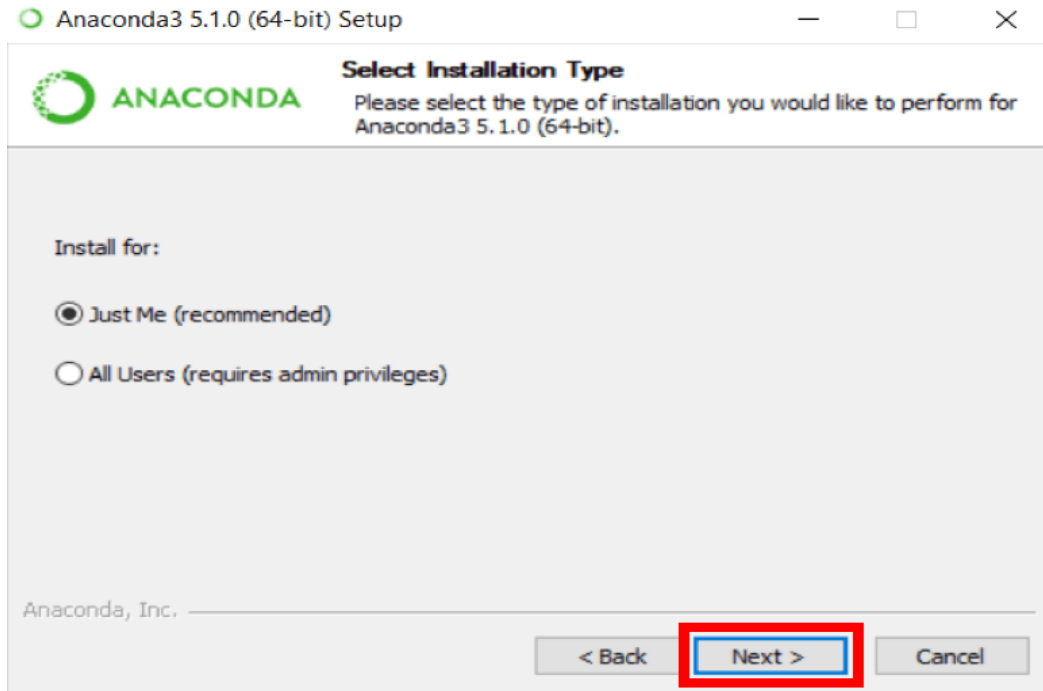 Anaconda3 5.1.0 (64-bit) Setup
ANACONDA
Select Installation Type
Please select the type of installation you would like to perform for
Anaconda3 5.1.0 (64-bit).
Install for:
Just Me (recommended)
All Users (requires admin privileges)
Anaconda, Inc.
< Back Next > Cancel